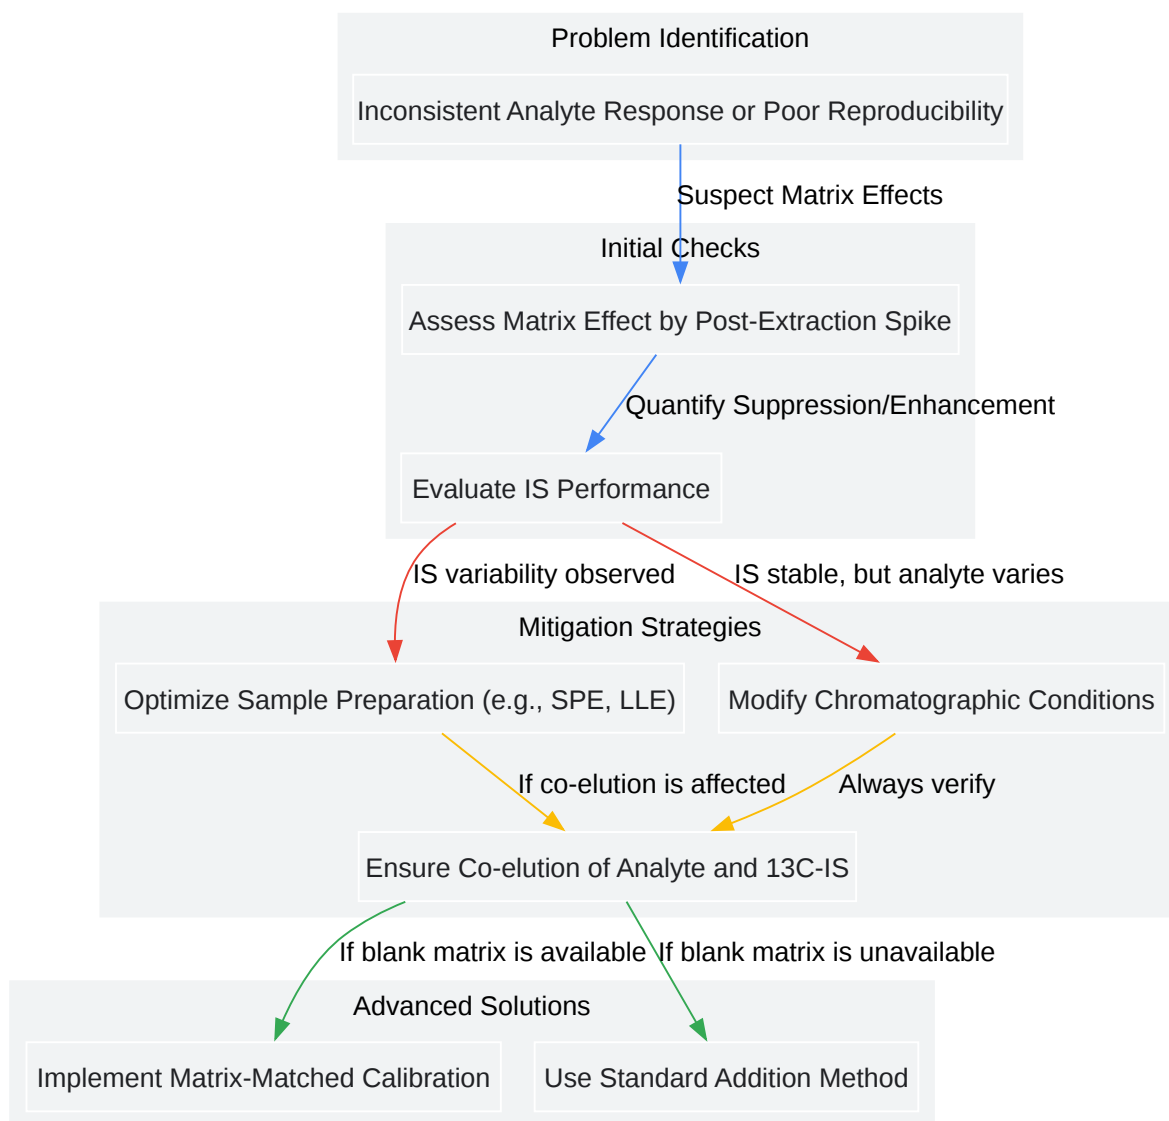 Problem Identification
Inconsistent Analyte Response or Poor Reproducibility
Suspect Matrix Effects
Initial Checks
Assess Matrix Effect by Post-Extraction Spike
Quantify Suppression/Enhancement
Evaluate IS Performance
IS variability observed
IS stable, but analyte varies
Mitigation Strategies
Optimize Sample Preparation (e.g., SPE, LLE)
Modify Chromatographic Conditions
If co-elution is affected
Always verify
Ensure Co-elution of Analyte and 13C-IS
If blank matrix is available
If blank matrix is unavailable
Advanced Solutions
Implement Matrix-Matched Calibration
Use Standard Addition Method